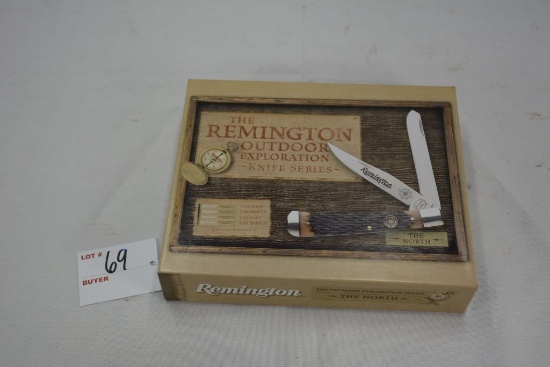 THE
REMINGTON
OUTDOOR
EXPLORATION
~KNIFE SERIES~
Remington
THE
NORTH
LOT # 69
BUYER
Remington
~THE NORTH~